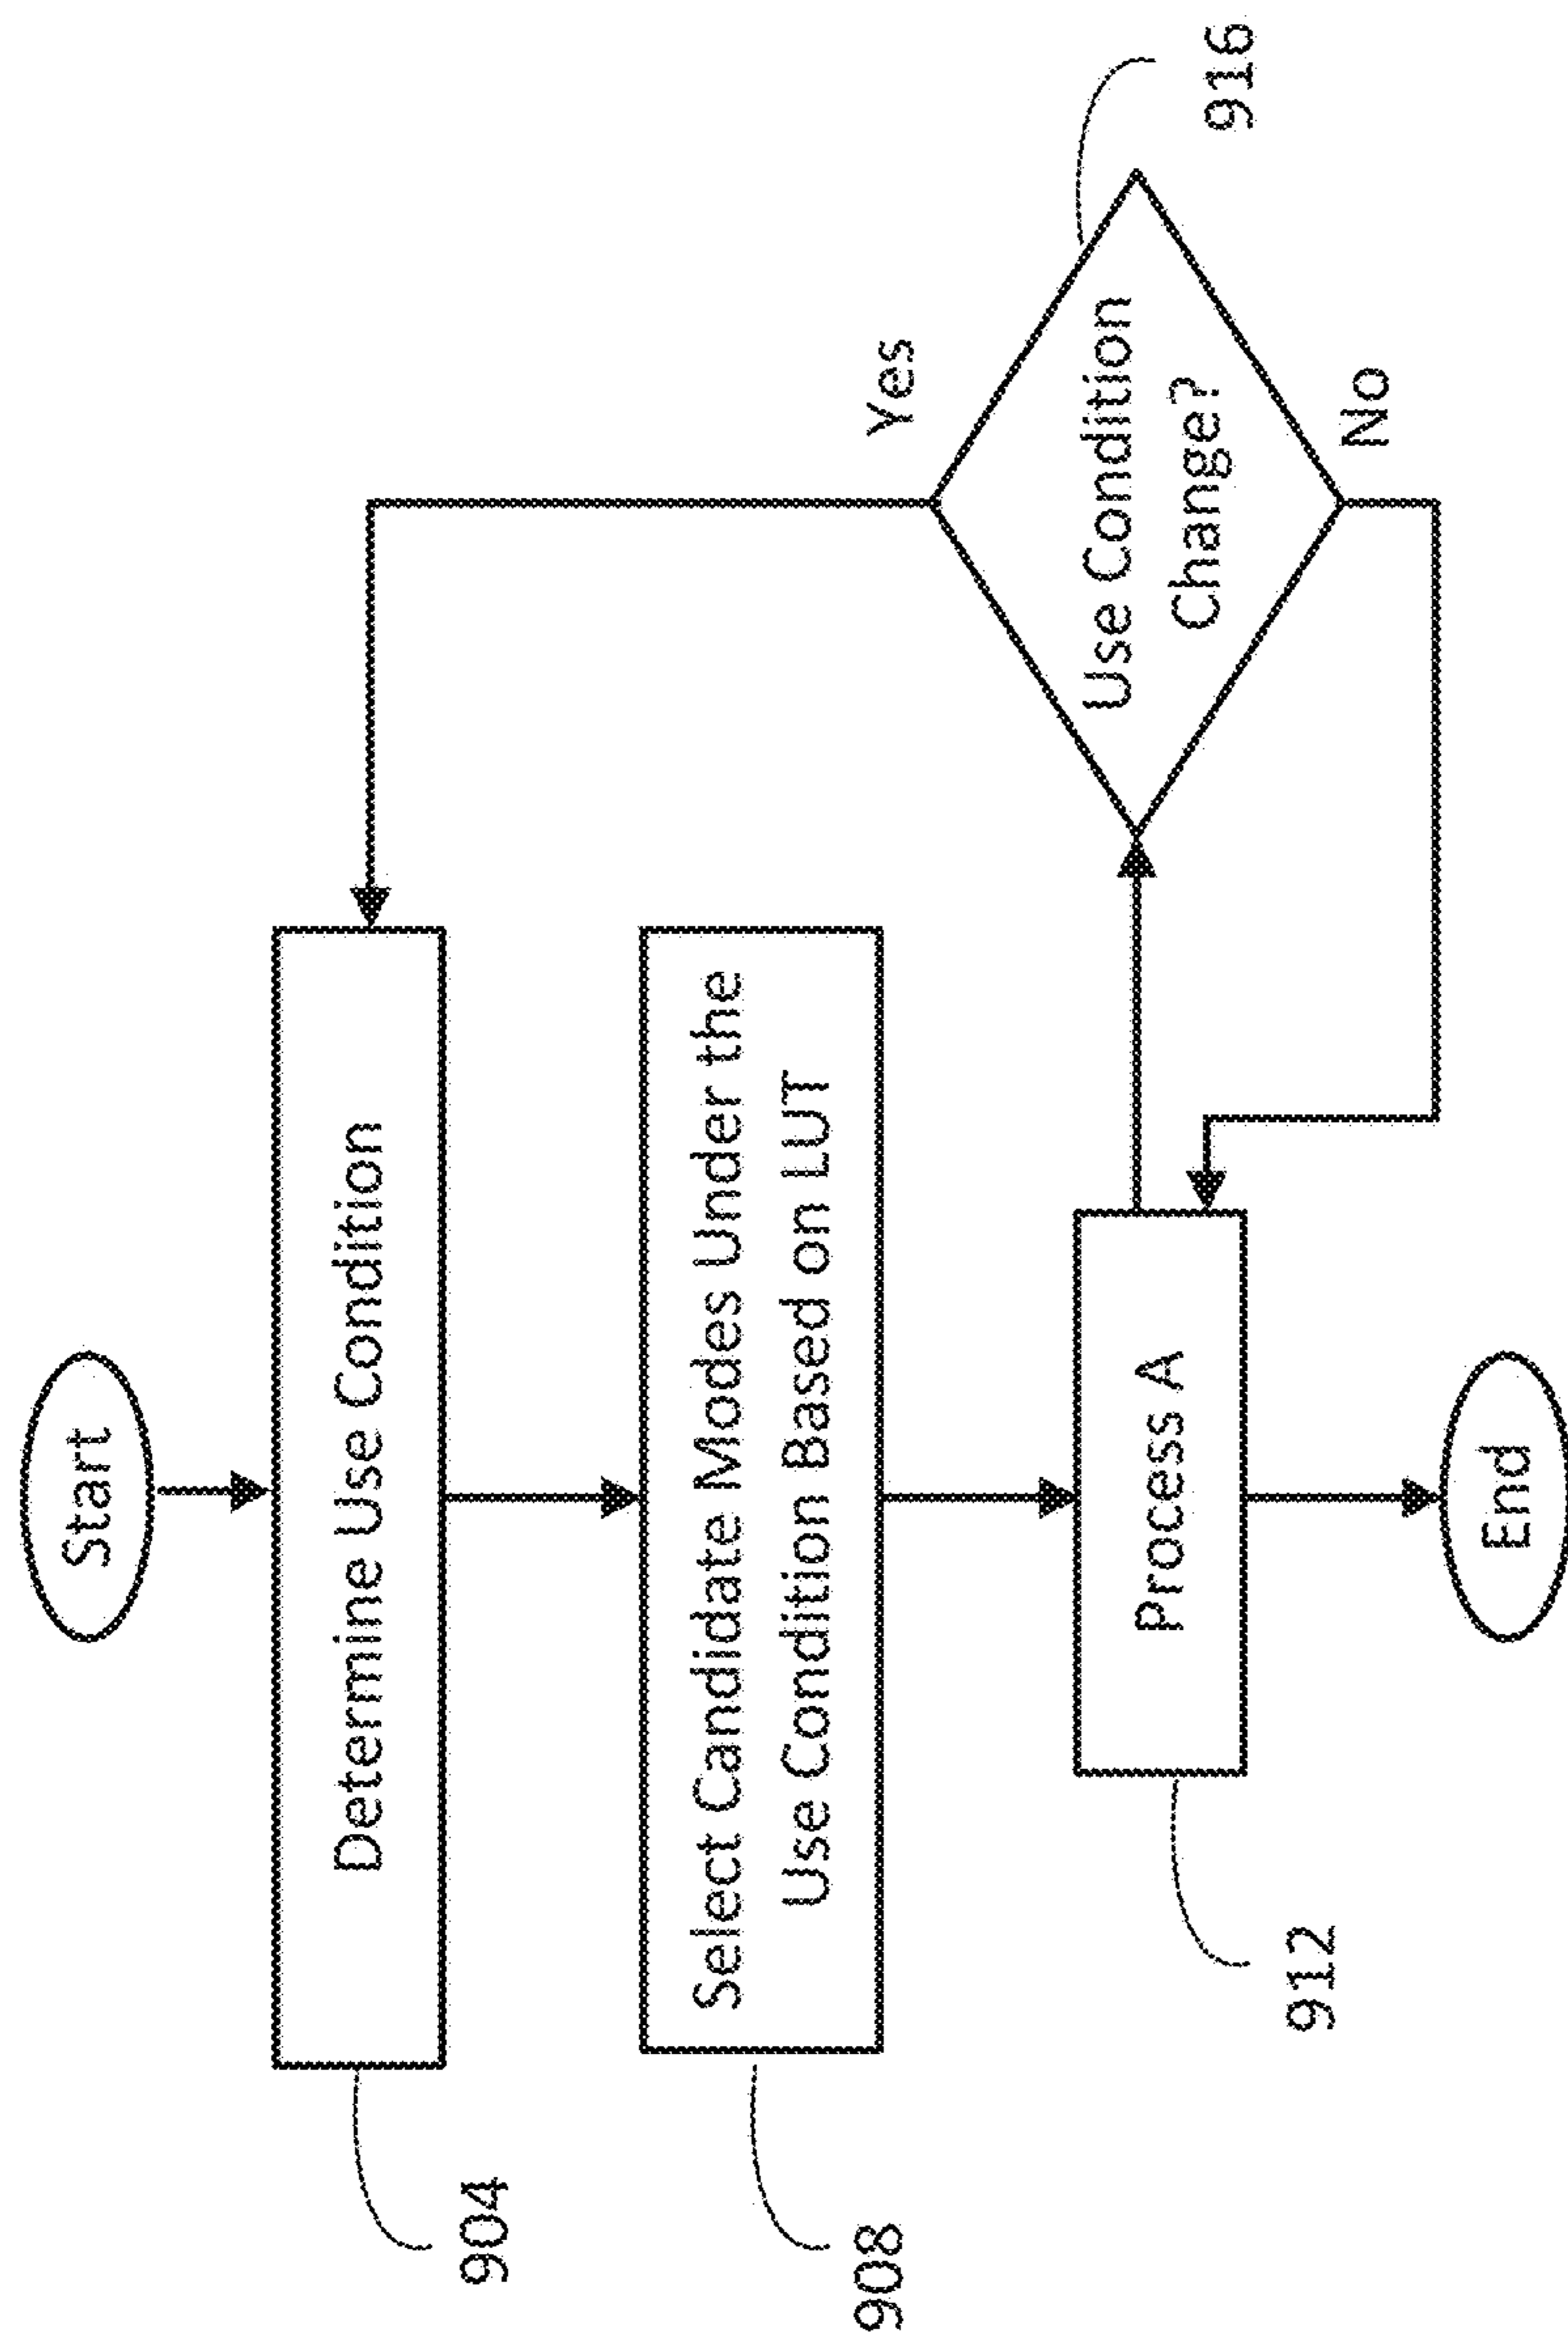 Start
Determine Use Condition
904
Select Candidate Modes Under the
Use Condition Based on LUT
908
Process A
912
Use Condition
Change?
916
Yes
No
End